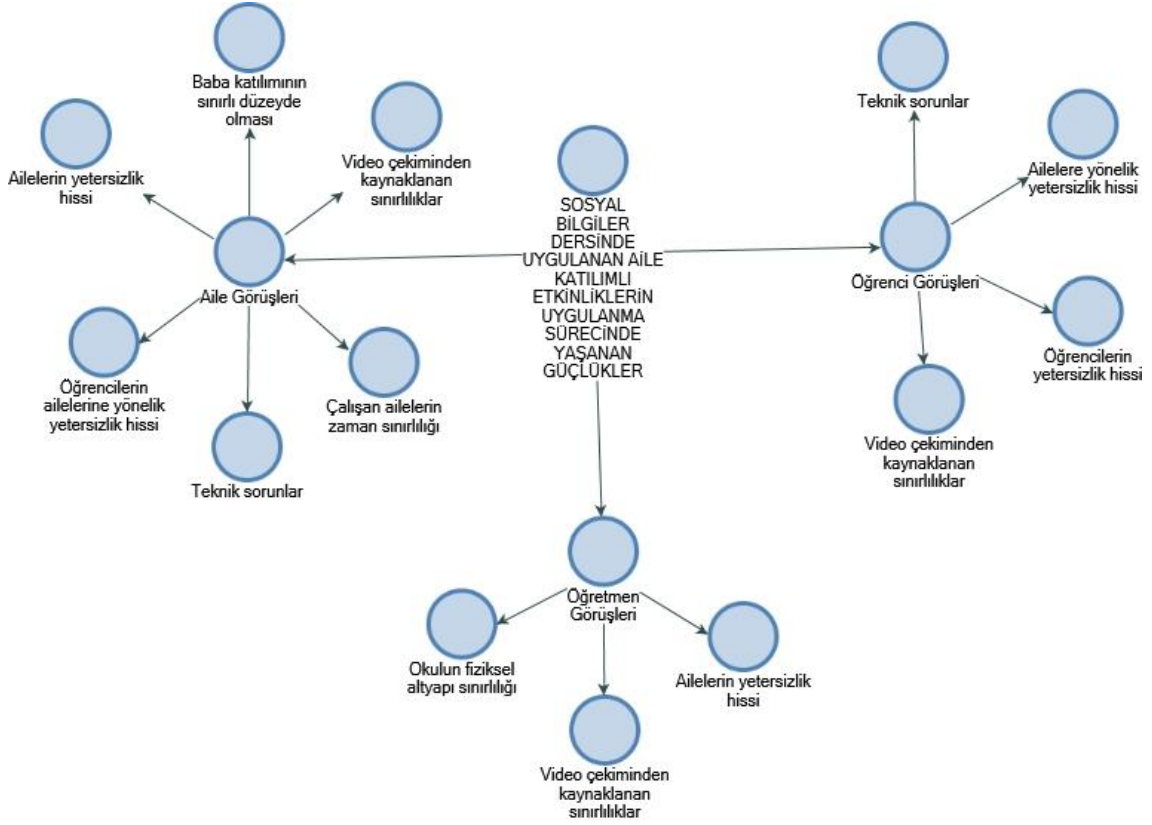 Baba katılımının
sınırlı düzeyde
olması
Ailelerin yetersizlik
hissi
Video çekiminden
kaynaklanan
sınırlılıklar
Aile Görüşleri
Öğrencilerin
ailelerine yönelik
yetersizlik hissi
Çalışan ailelerin
zaman sınırlılığı
Teknik sorunlar
SOSYAL
BİLGİLER
DERSİNDE
UYGULANAN AİLE
KATILIMLI
ETKİNLİKLERİN
UYGULANMA
SÜRECİNDE
YAŞANAN
GÜÇLÜKLER
Teknik sorunlar
Ailelere yönelik
yetersizlik hissi
Öğrenci Görüşleri
Öğrencilerin
yetersizlik hissi
Video çekiminden
kaynaklanan
sınırlılıklar
Öğretmen
Görüşleri
Okulun fiziksel
altyapı sınırlılığı
Ailelerin yetersizlik
hissi
Video çekiminden
kaynaklanan
sınırlılıklar